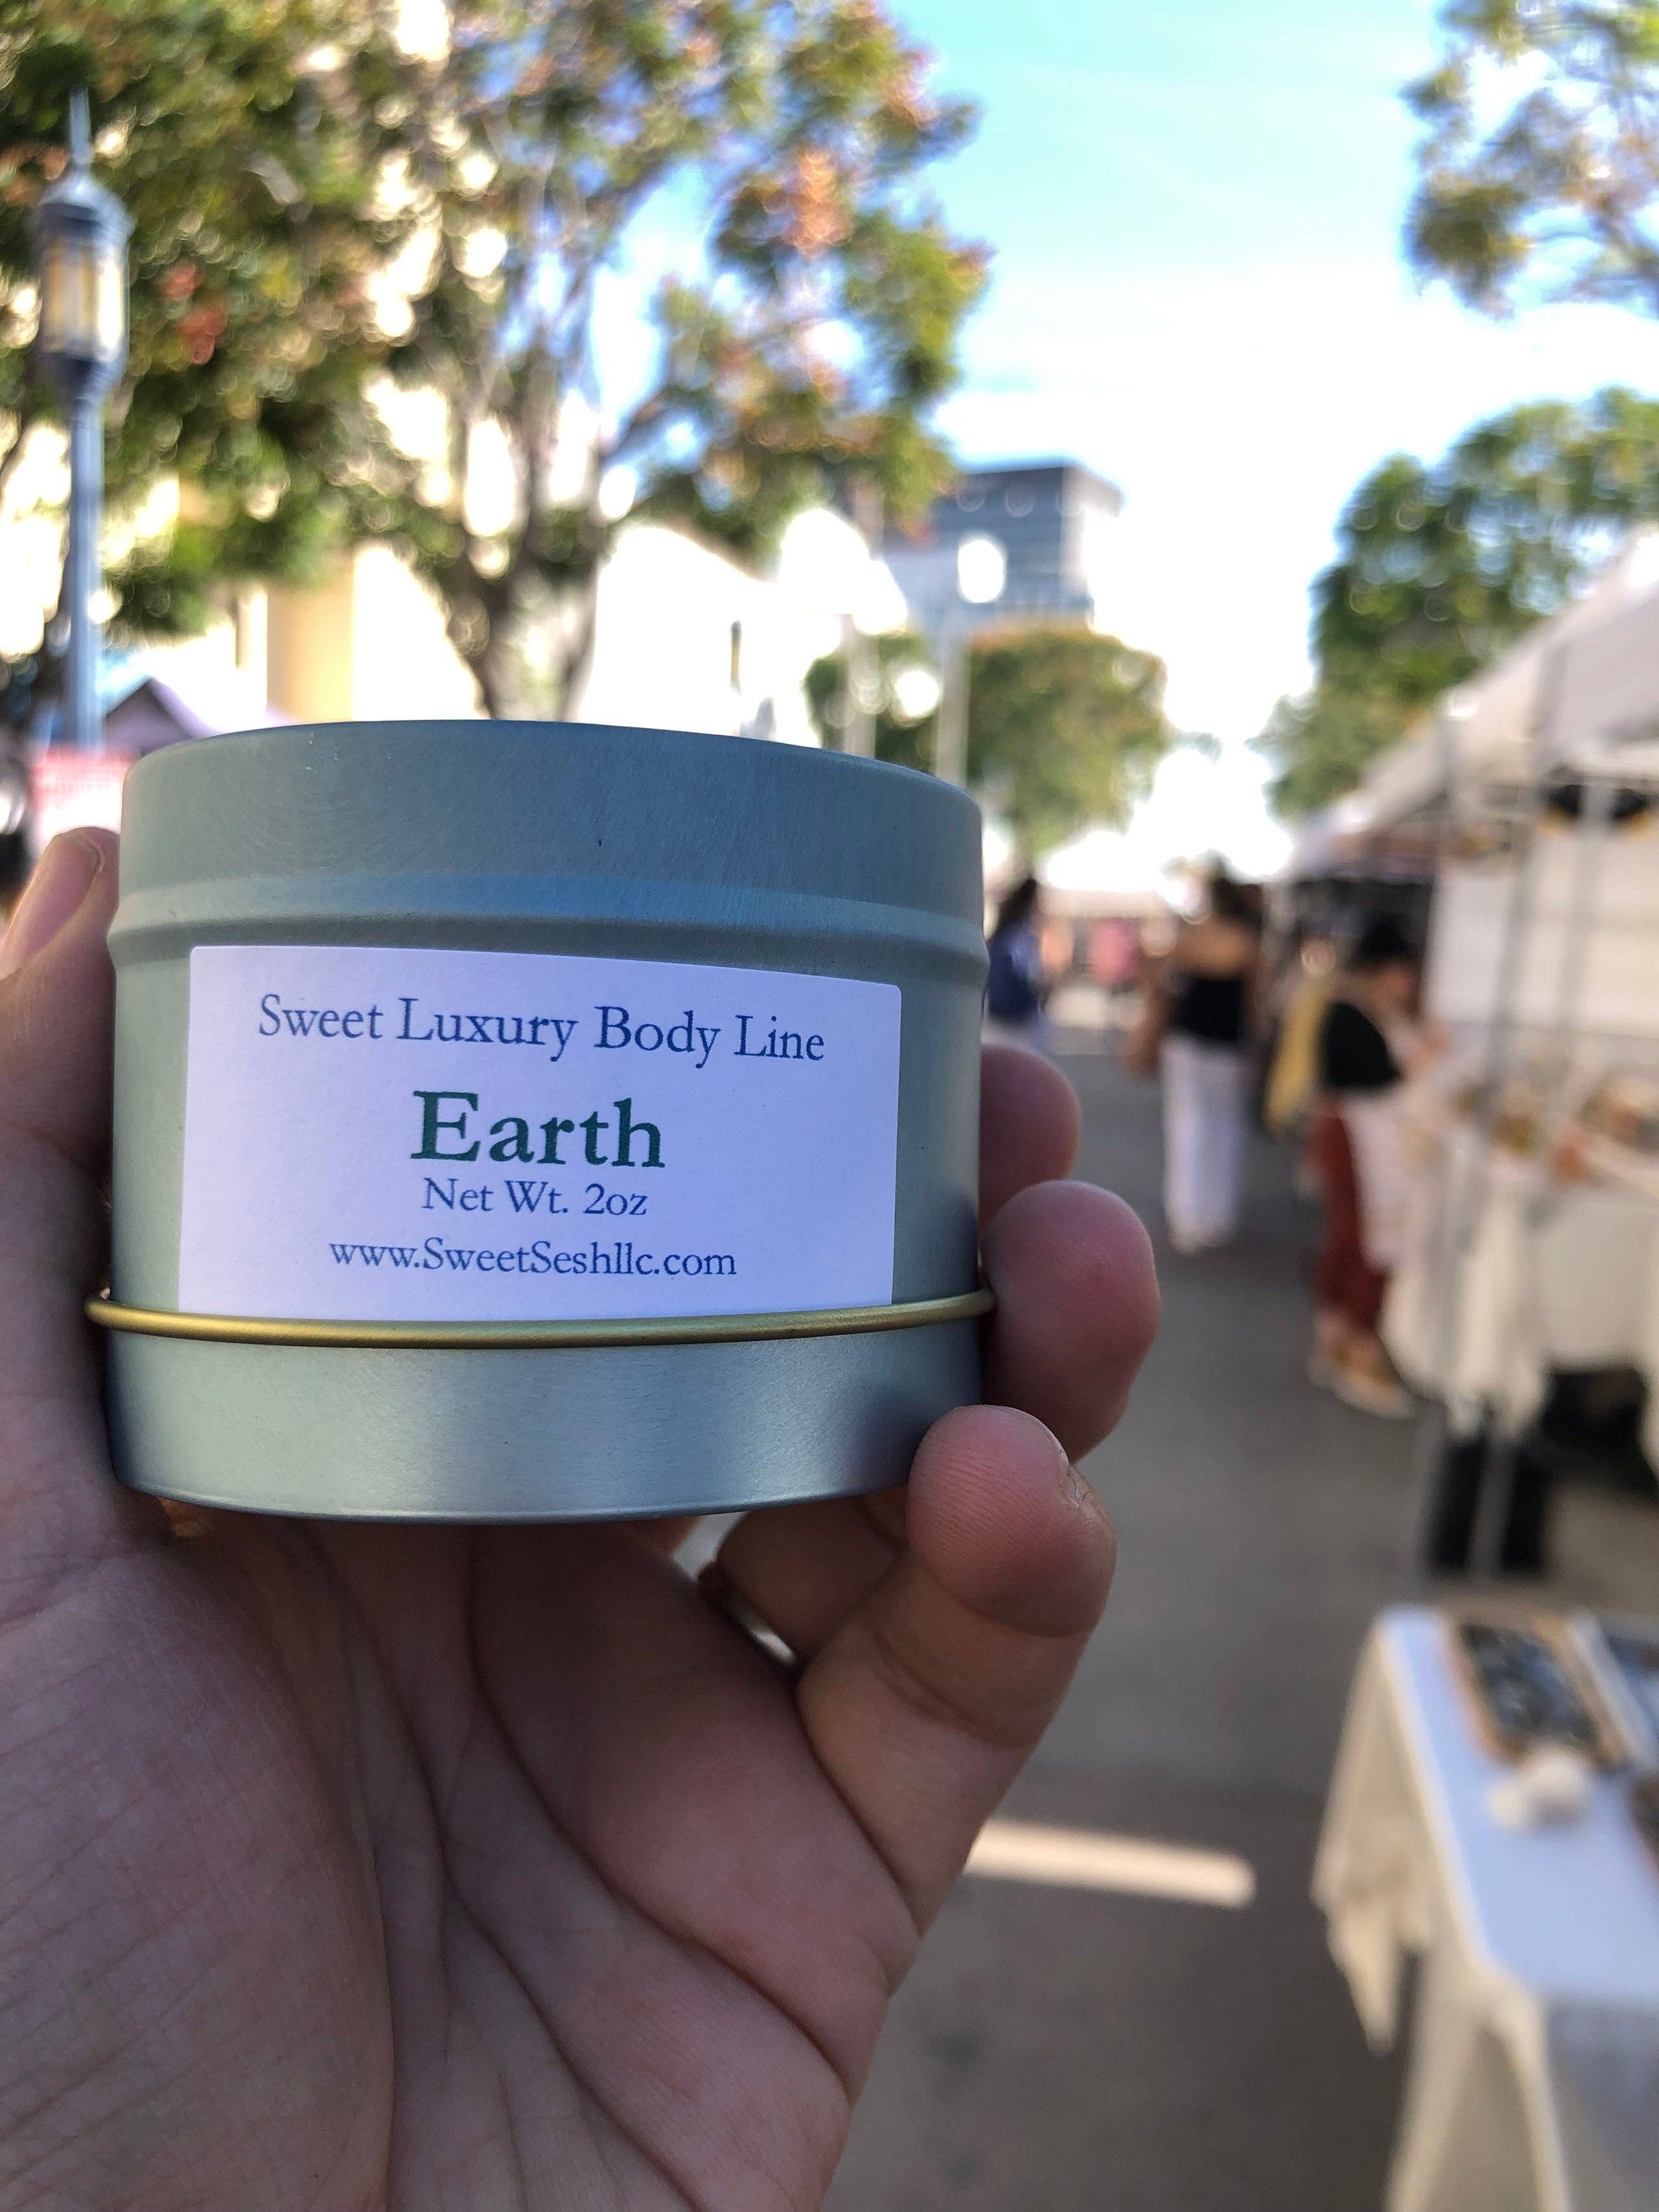 Sweet Luxury Body Line
Earth
Net Wt. 2oz
www.SweetSeshllc.com